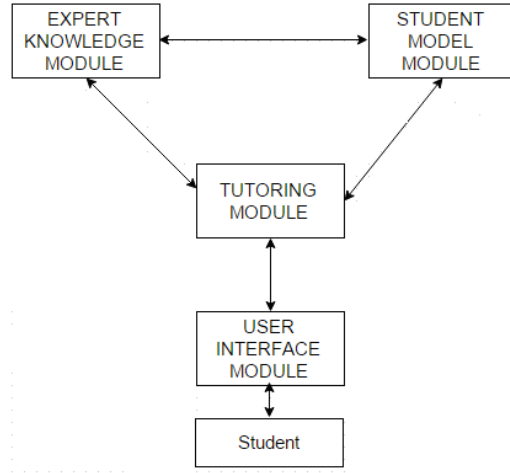 EXPERT
KNOWLEDGE
MODULE
STUDENT
MODEL
MODULE
TUTORING
MODULE
USER
INTERFACE
MODULE
Student